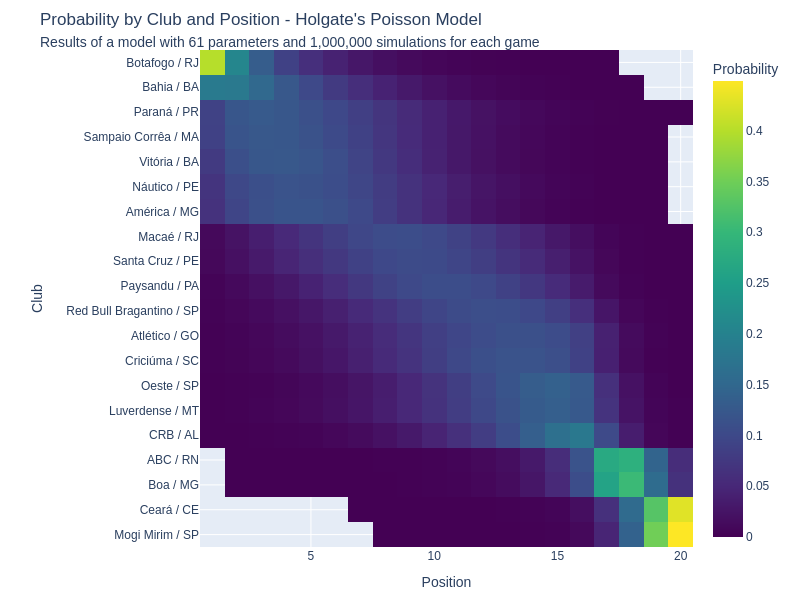 Probability by Club and Position - Holgate's Poisson Model
Results of a model with 61 parameters and 1,000,000 simulations for each game
Probability
Botafogo / RJ
Bahia / BA
Paraná / PR
Sampaio Corrêa / MA
Vitória / BA
Náutico / PE
América / MG
Macaé / RJ
Santa Cruz / PE
Paysandu / PA
Red Bull Bragantino / SP
Atlético / GO
Criciúma / SC
Oeste / SP
Luverdense / MT
CRB / AL
ABC / RN
Boa / MG
Ceará / CE
Mogi Mirim / SP
Club
5
10
15
20
Position
0.4
0.35
0.3
0.25
0.2
0.15
0.1
0.05
0